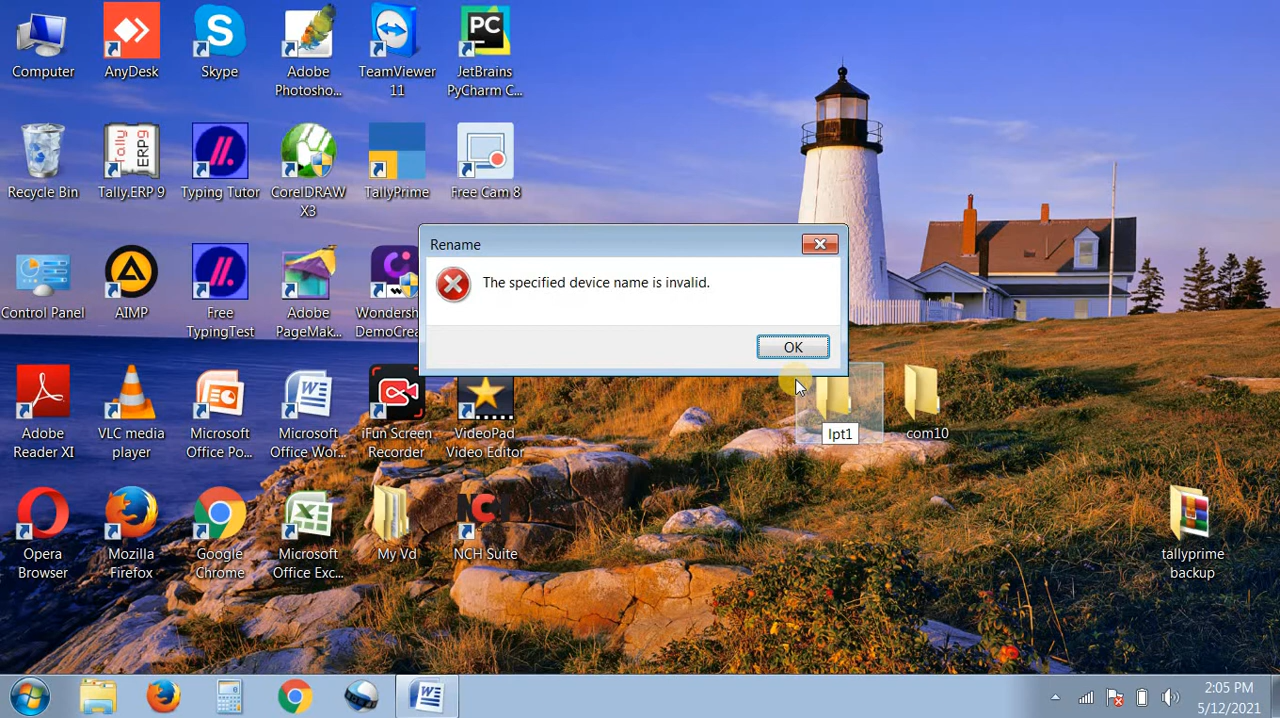 Computer
AnyDesk
Skype
Adobe
Photosho...
TeamViewer
11
JetBrains
PyCharm C...
PC
S
Recycle Bin
Tally.ERP 9
Typing Tutor
CorelDRAW
X3
TallyPrime
Free Cam 8
Tally
ERP9
Rename
The specified device name is invalid.
OK
Control Panel
AIMP
Free
TypingTest
Adobe
PageMak...
Wondersh
DemoCrea
Adobe
Reader XI
VLC media
player
Microsoft
Office Po...
Microsoft
Office Wor...
iFun Screen
Recorder
VideoPad
Video Editor
lpt1
com10
Opera
Browser
Mozilla
Firefox
Google
Chrome
Microsoft
Office Exc...
My Vd
NCH Suite
NC
tallyprime
backup
2:05 PM
5/12/2021